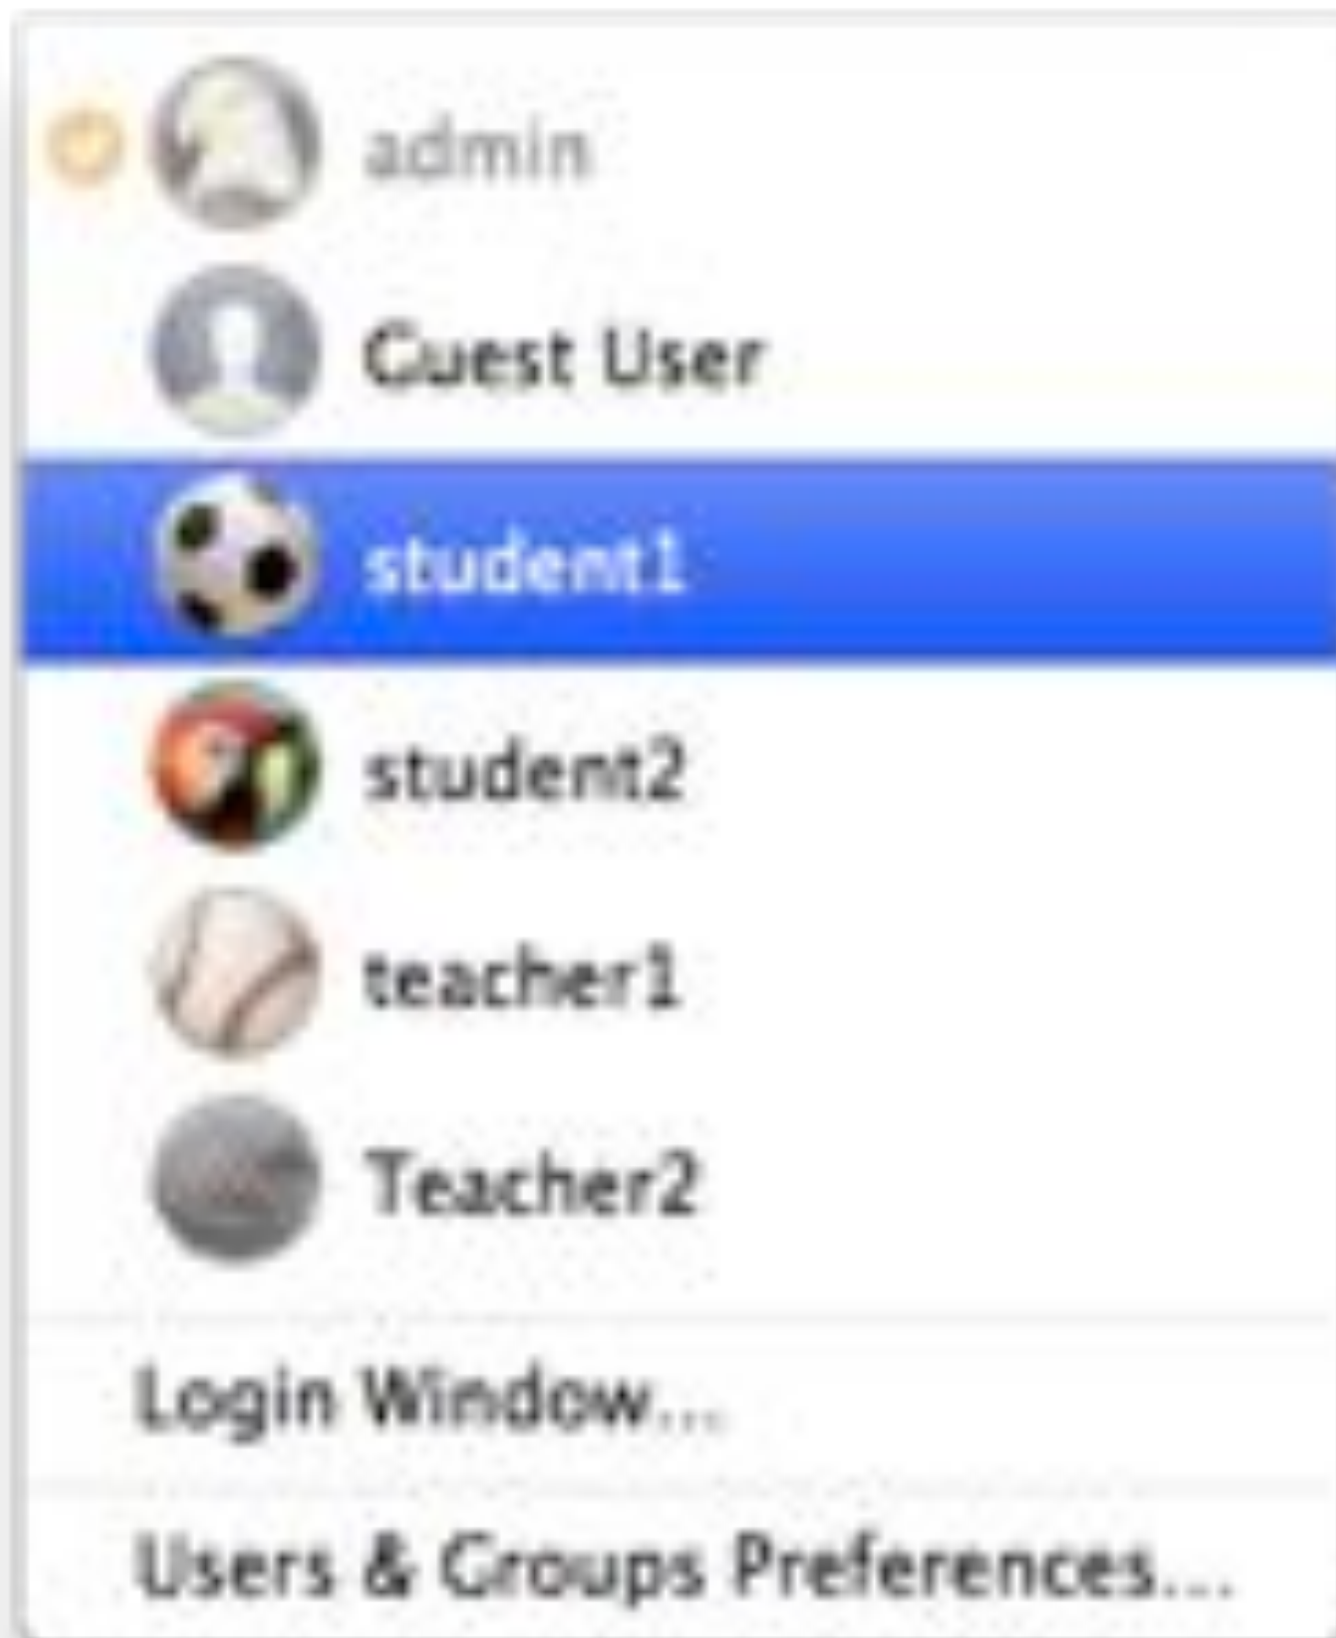 admin
Guest User
student1
student2
teacher1
Teacher2
Login Window...
Users & Groups Preferences...